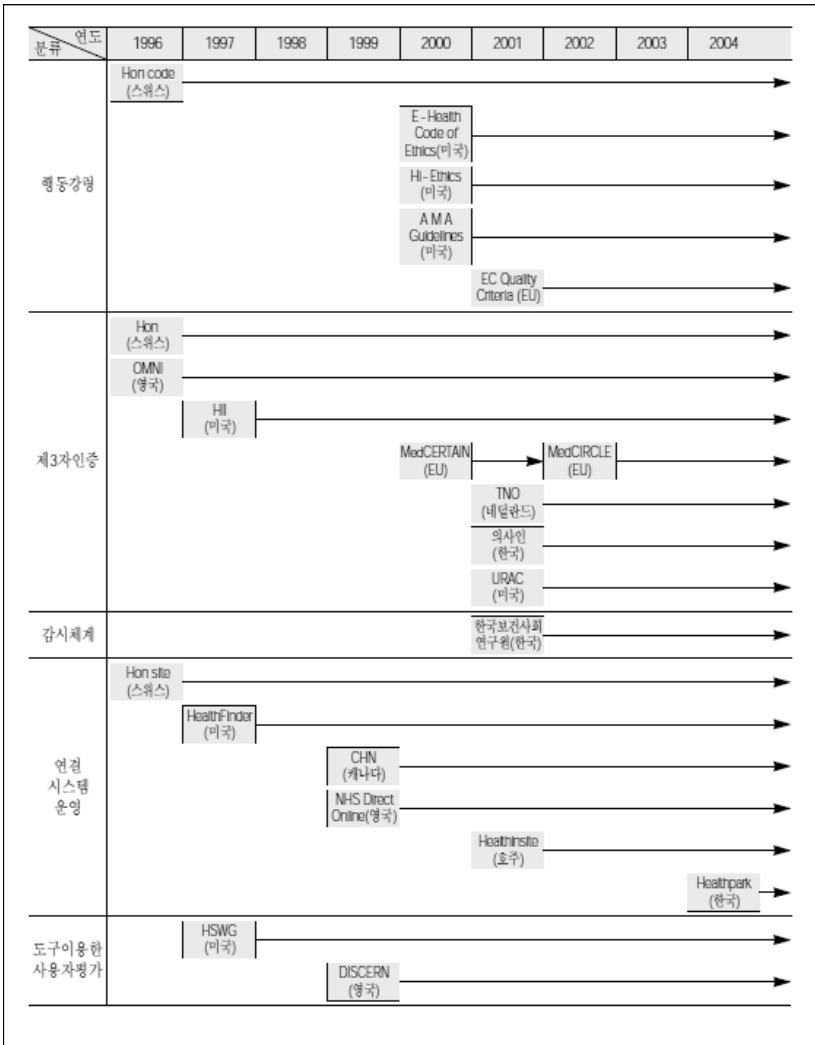 연도
분류
1996 1997 1998 1999 2000 2001 2002 2003 2004
행동강령
Hon code
(스위스)
E-Health
Code of
Ethics(미국)
Hi-Ethics
(미국)
A M A
Guidelines
(미국)
EC Quality
Criteria (EU)
제3자인증
Hon
(스위스)
OMNI
(영국)
HII
(미국)
MedCERTAIN
(EU)
MedCIRCLE
(EU)
TNO
(네덜란드)
의사인
(한국)
URAC
(미국)
감시체계
한국보건사회
연구원(한국)
연결
시스템
운영
Hon site
(스위스)
HealthFinder
(미국)
CHN
(캐나다)
NHS Direct
Online(영국)
Healthinsite
(호주)
Healthpark
(한국)
도구이용한
사용자평가
HSWG
(미국)
DISCERN
(영국)